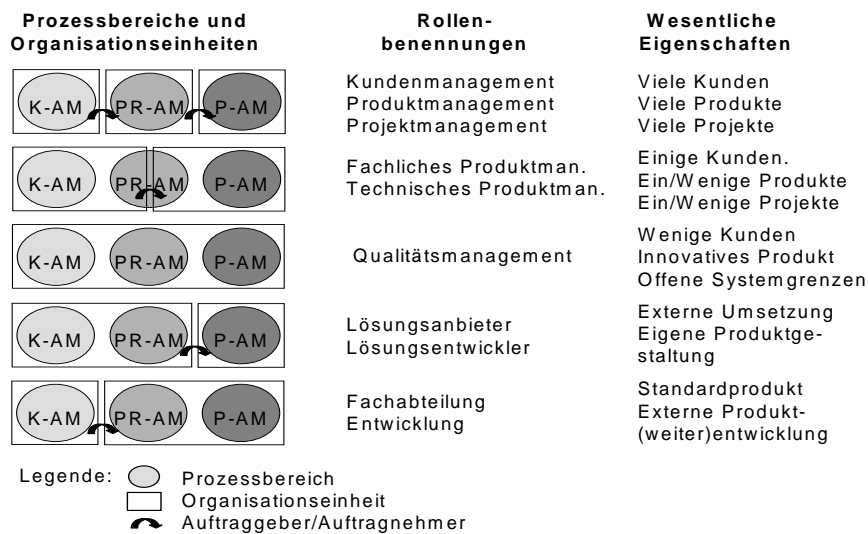 Prozessbereiche und
Organisationseinheiten
Rollen-
benennungen
Wesentliche
Eigenschaften
K-AM PR-AM P-AM
Kundenmanagement
Produktmanagement
Projektmanagement
Viele Kunden
Viele Produkte
Viele Projekte
K-AM PR-AM P-AM
Fachliches Produktman.
Technisches Produktman.
Einige Kunden.
Ein/Wenige Produkte
Ein/Wenige Projekte
K-AM PR-AM P-AM
Qualitätsmanagement
Wenige Kunden
Innovatives Produkt
Offene Systemgrenzen
K-AM PR-AM P-AM
Lösungsanbieter
Lösungsentwickler
Externe Umsetzung
Eigene Produktge-
staltung
K-AM PR-AM P-AM
Fachabteilung
Entwicklung
Standardprodukt
Externe Produkt-
(weiter)entwicklung
Legende: Prozessbereich
Organisationseinheit
Auftraggeber/Auftragnehmer